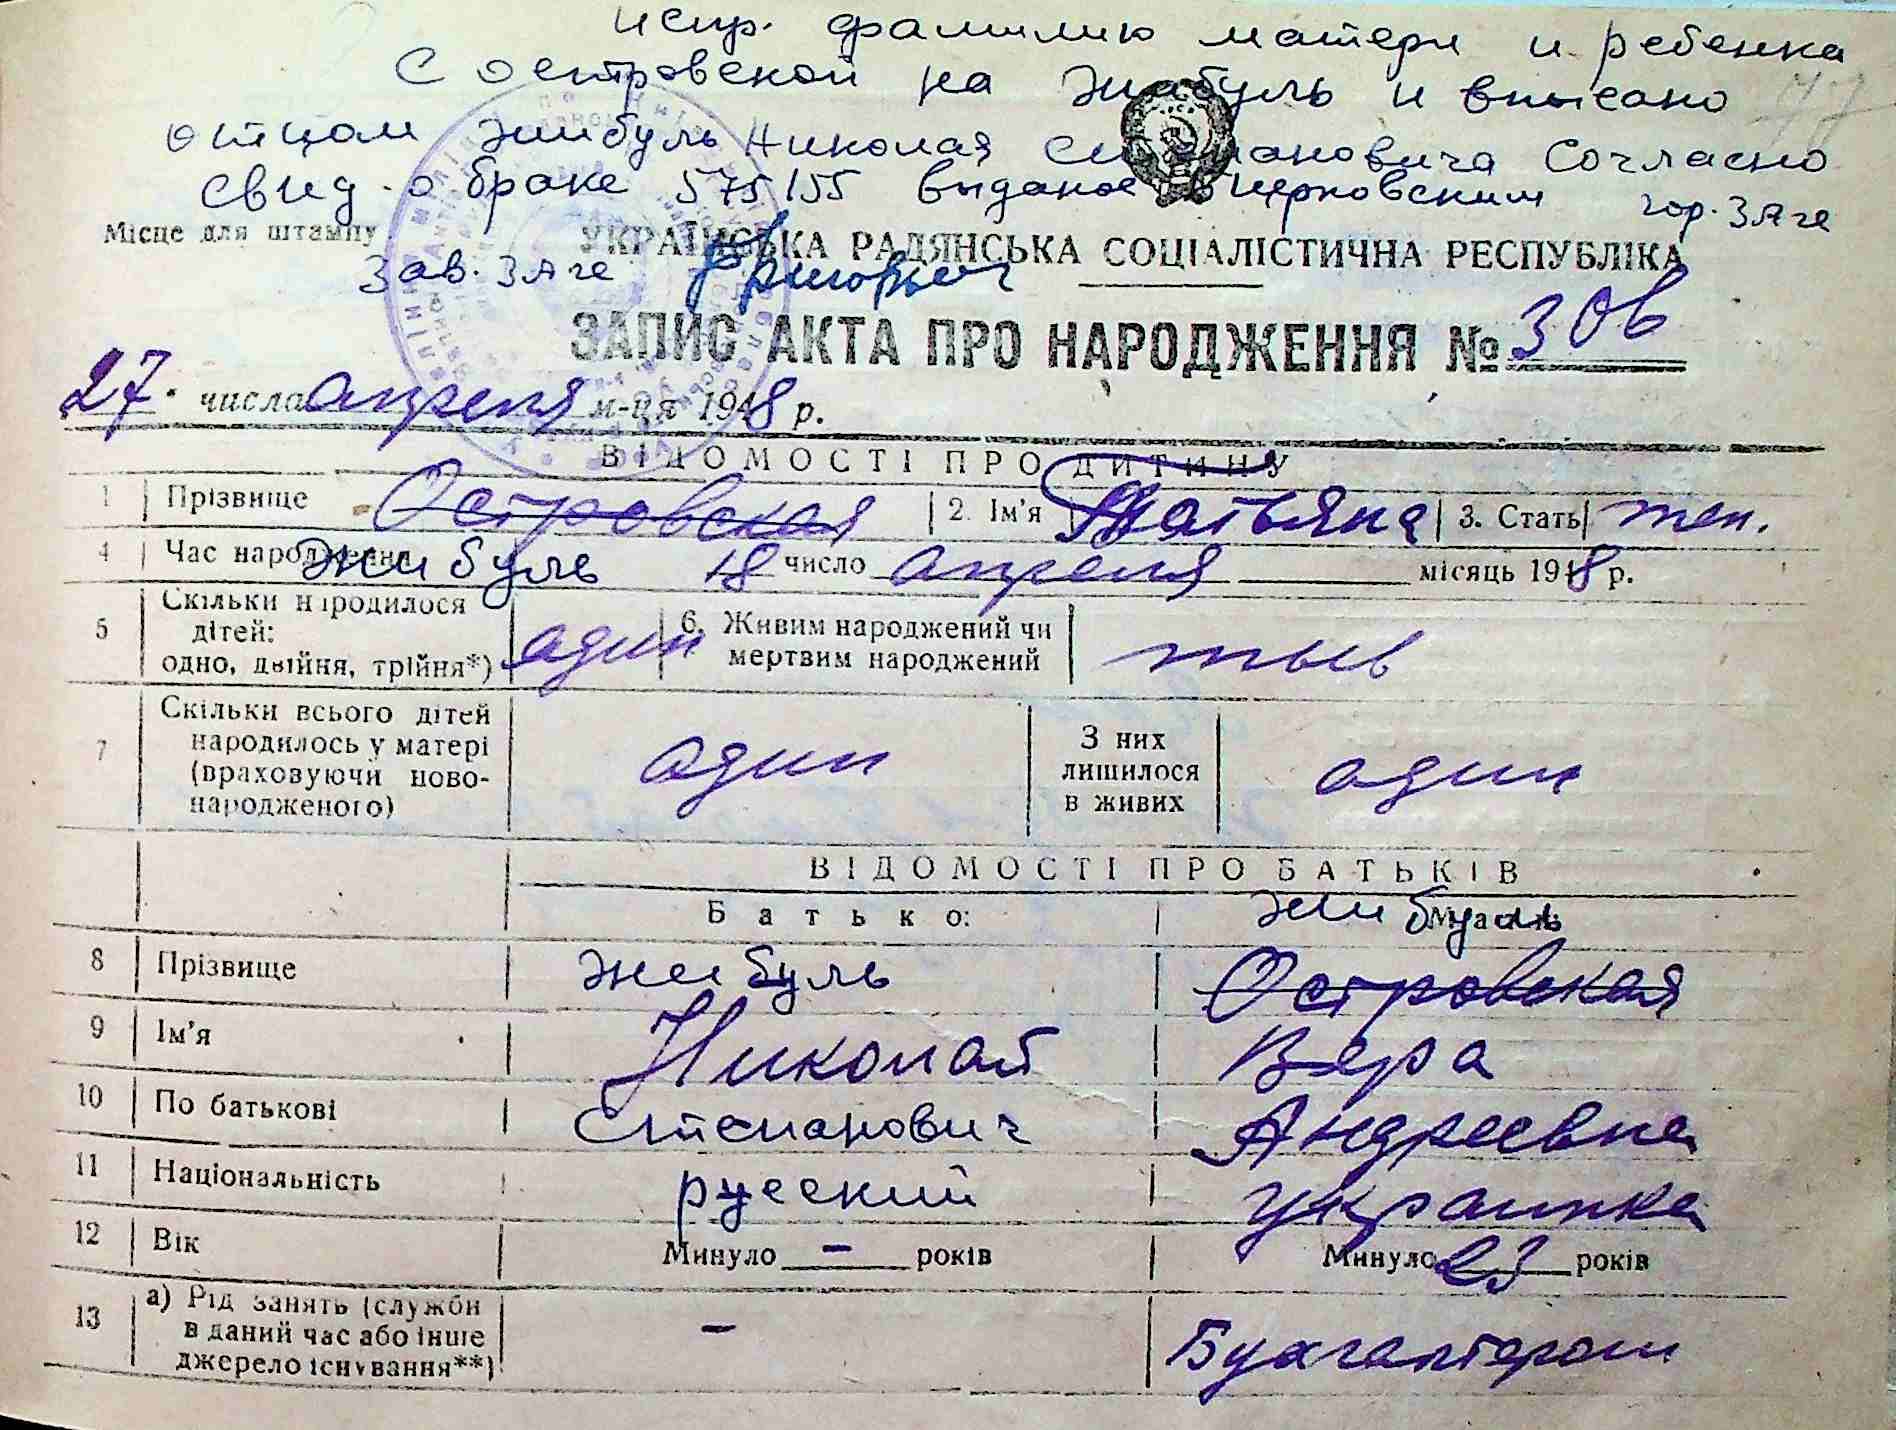 испр. фамилию матери и ребенка
с островской на Жибуль и вписано
отцом Жибуль Николая Степановича Согласно
свид. о браке 575155 выданое Черковским гор. ЗАГС
Місце для штампу
УКРАЇНСЬКА РАДЯНСЬКА СОЦІАЛІСТИЧНА РЕСПУБЛІКА
Зав. ЗАГС
ЗАПИС АКТА ПРО НАРОДЖЕННЯ № 306
27. числа апреля м-ця 1948 р.
ВІДОМОСТІ ПРО ДИТИНУ
1 Прізвище Островская 2. Ім'я Татьяна 3. Стать жен.
4 Час народження Жибуль 18 число апреля місяць 1948 р.
5 Скільки народилося дітей: одно, двійня, трійня*) один 6. Живим народжений чи мертвим народжений жыв
7 Скільки всього дітей народилось у матері (враховуючи новонародженого) один З них лишилося в живих один
ВІДОМОСТІ ПРО БАТЬКІВ
Батько: Мати: Жибуль
8 Прізвище Жибуль Островская
9 Ім'я Николай Вера
10 По батькові Степанович Андреевна
11 Національність русский украинка
12 Вік Минуло — років Минуло 23 років
13 а) Рід занять (служби в даний час або інше джерело існування**) – Бухгалтером